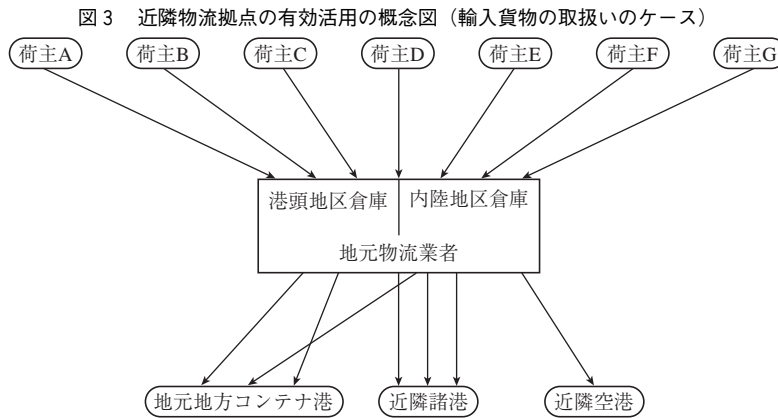 図3 近隣物流拠点の有効活用の概念図（輸入貨物の取扱いのケース）
荷主A 荷主B 荷主C 荷主D 荷主E 荷主F 荷主G
港頭地区倉庫 内陸地区倉庫
地元物流業者
地元地方コンテナ港 近隣諸港 近隣空港